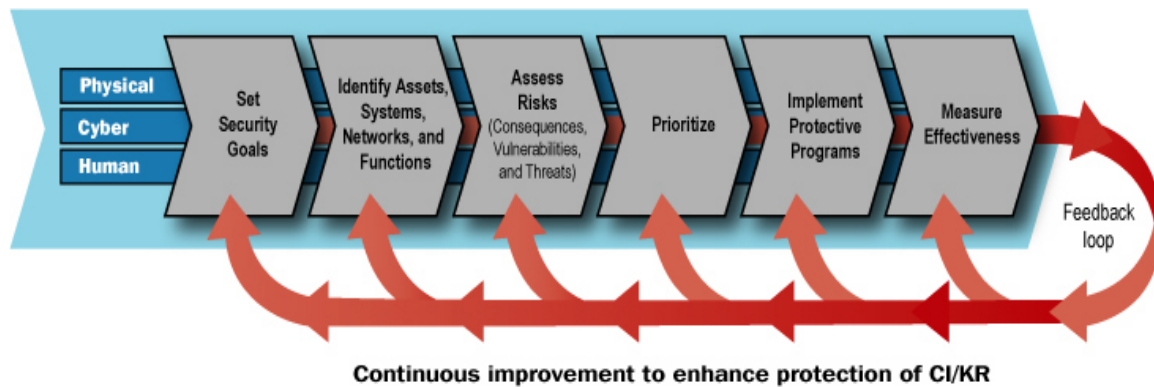 Physical
Cyber
Human
Set
Security
Goals
Identify Assets,
Systems,
Networks, and
Functions
Assess
Risks
(Consequences,
Vulnerabilities,
and Threats)
Prioritize
Implement
Protective
Programs
Measure
Effectiveness
Feedback
loop
Continuous improvement to enhance protection of CI/KR